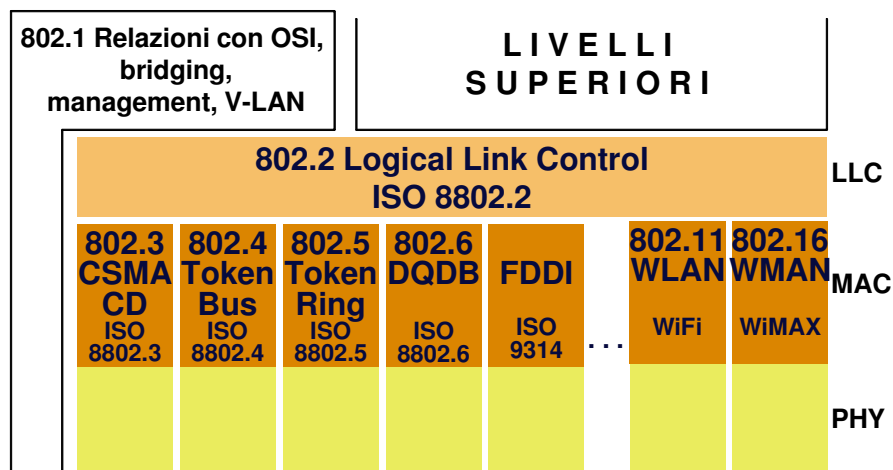 802.1 Relazioni con OSI,
bridging,
management, V-LAN
L I V E L L I
S U P E R I O R I
802.2 Logical Link Control
ISO 8802.2
LLC
802.3
CSMA
CD
ISO
8802.3
802.4
Token
Bus
ISO
8802.4
802.5
Token
Ring
ISO
8802.5
802.6
DQDB
ISO
8802.6
FDDI
ISO
9314
. . .
802.11
WLAN
WiFi
802.16
WMAN
WiMAX
MAC
PHY